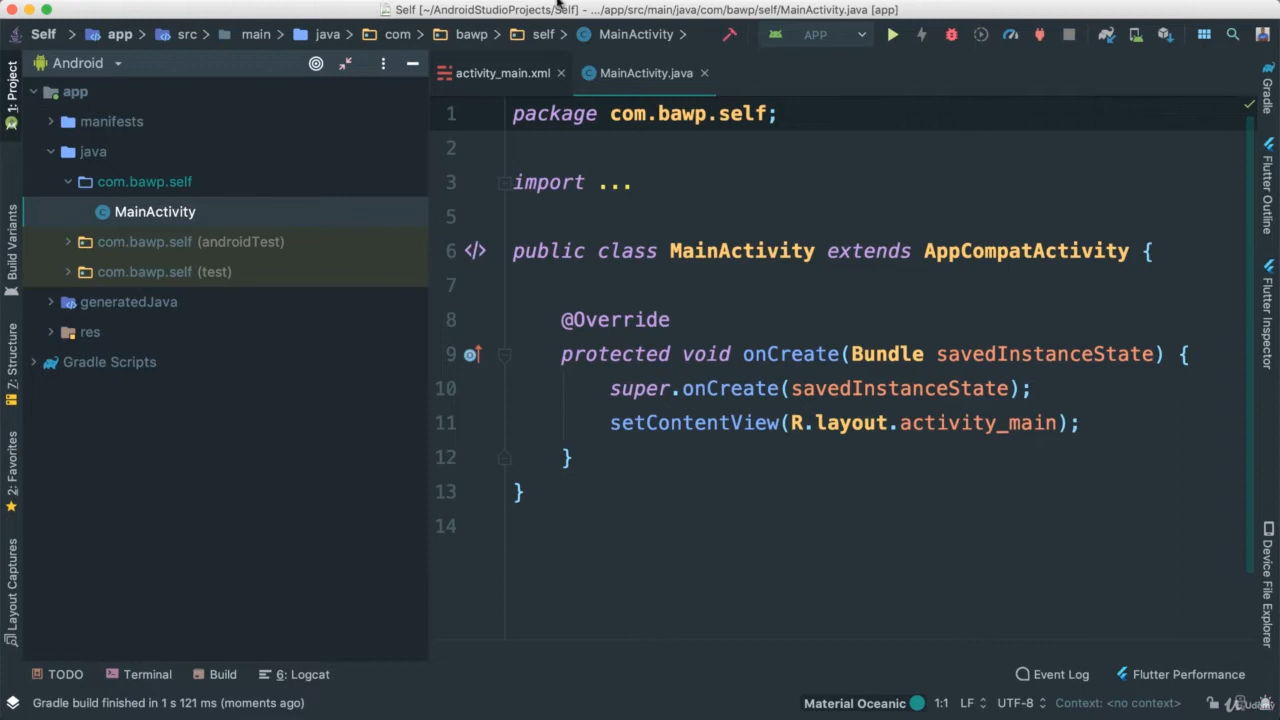 Self [~/AndroidStudioProjects/Self] - .../app/src/main/java/com/bawp/self/MainActivity.java [app]
Self app src main java com bawp self MainActivity APP
1: Project
Build Variants
7: Structure
2: Favorites
Layout Captures
Android
app
manifests
java
com.bawp.self
MainActivity
com.bawp.self (androidTest)
com.bawp.self (test)
generatedJava
res
Gradle Scripts
activity_main.xml MainActivity.java
1 package com.bawp.self;
2
3 import ...
5
6 public class MainActivity extends AppCompatActivity {
7
8 @Override
9 protected void onCreate(Bundle savedInstanceState) {
10 super.onCreate(savedInstanceState);
11 setContentView(R.layout.activity_main);
12 }
13 }
14
Gradle
Flutter Outline
Flutter Inspector
Device File Explorer
TODO Terminal Build 6: Logcat Event Log Flutter Performance
Gradle build finished in 1 s 121 ms (moments ago) Material Oceanic 1:1 LF UTF-8 Context: <no context>
Udemy